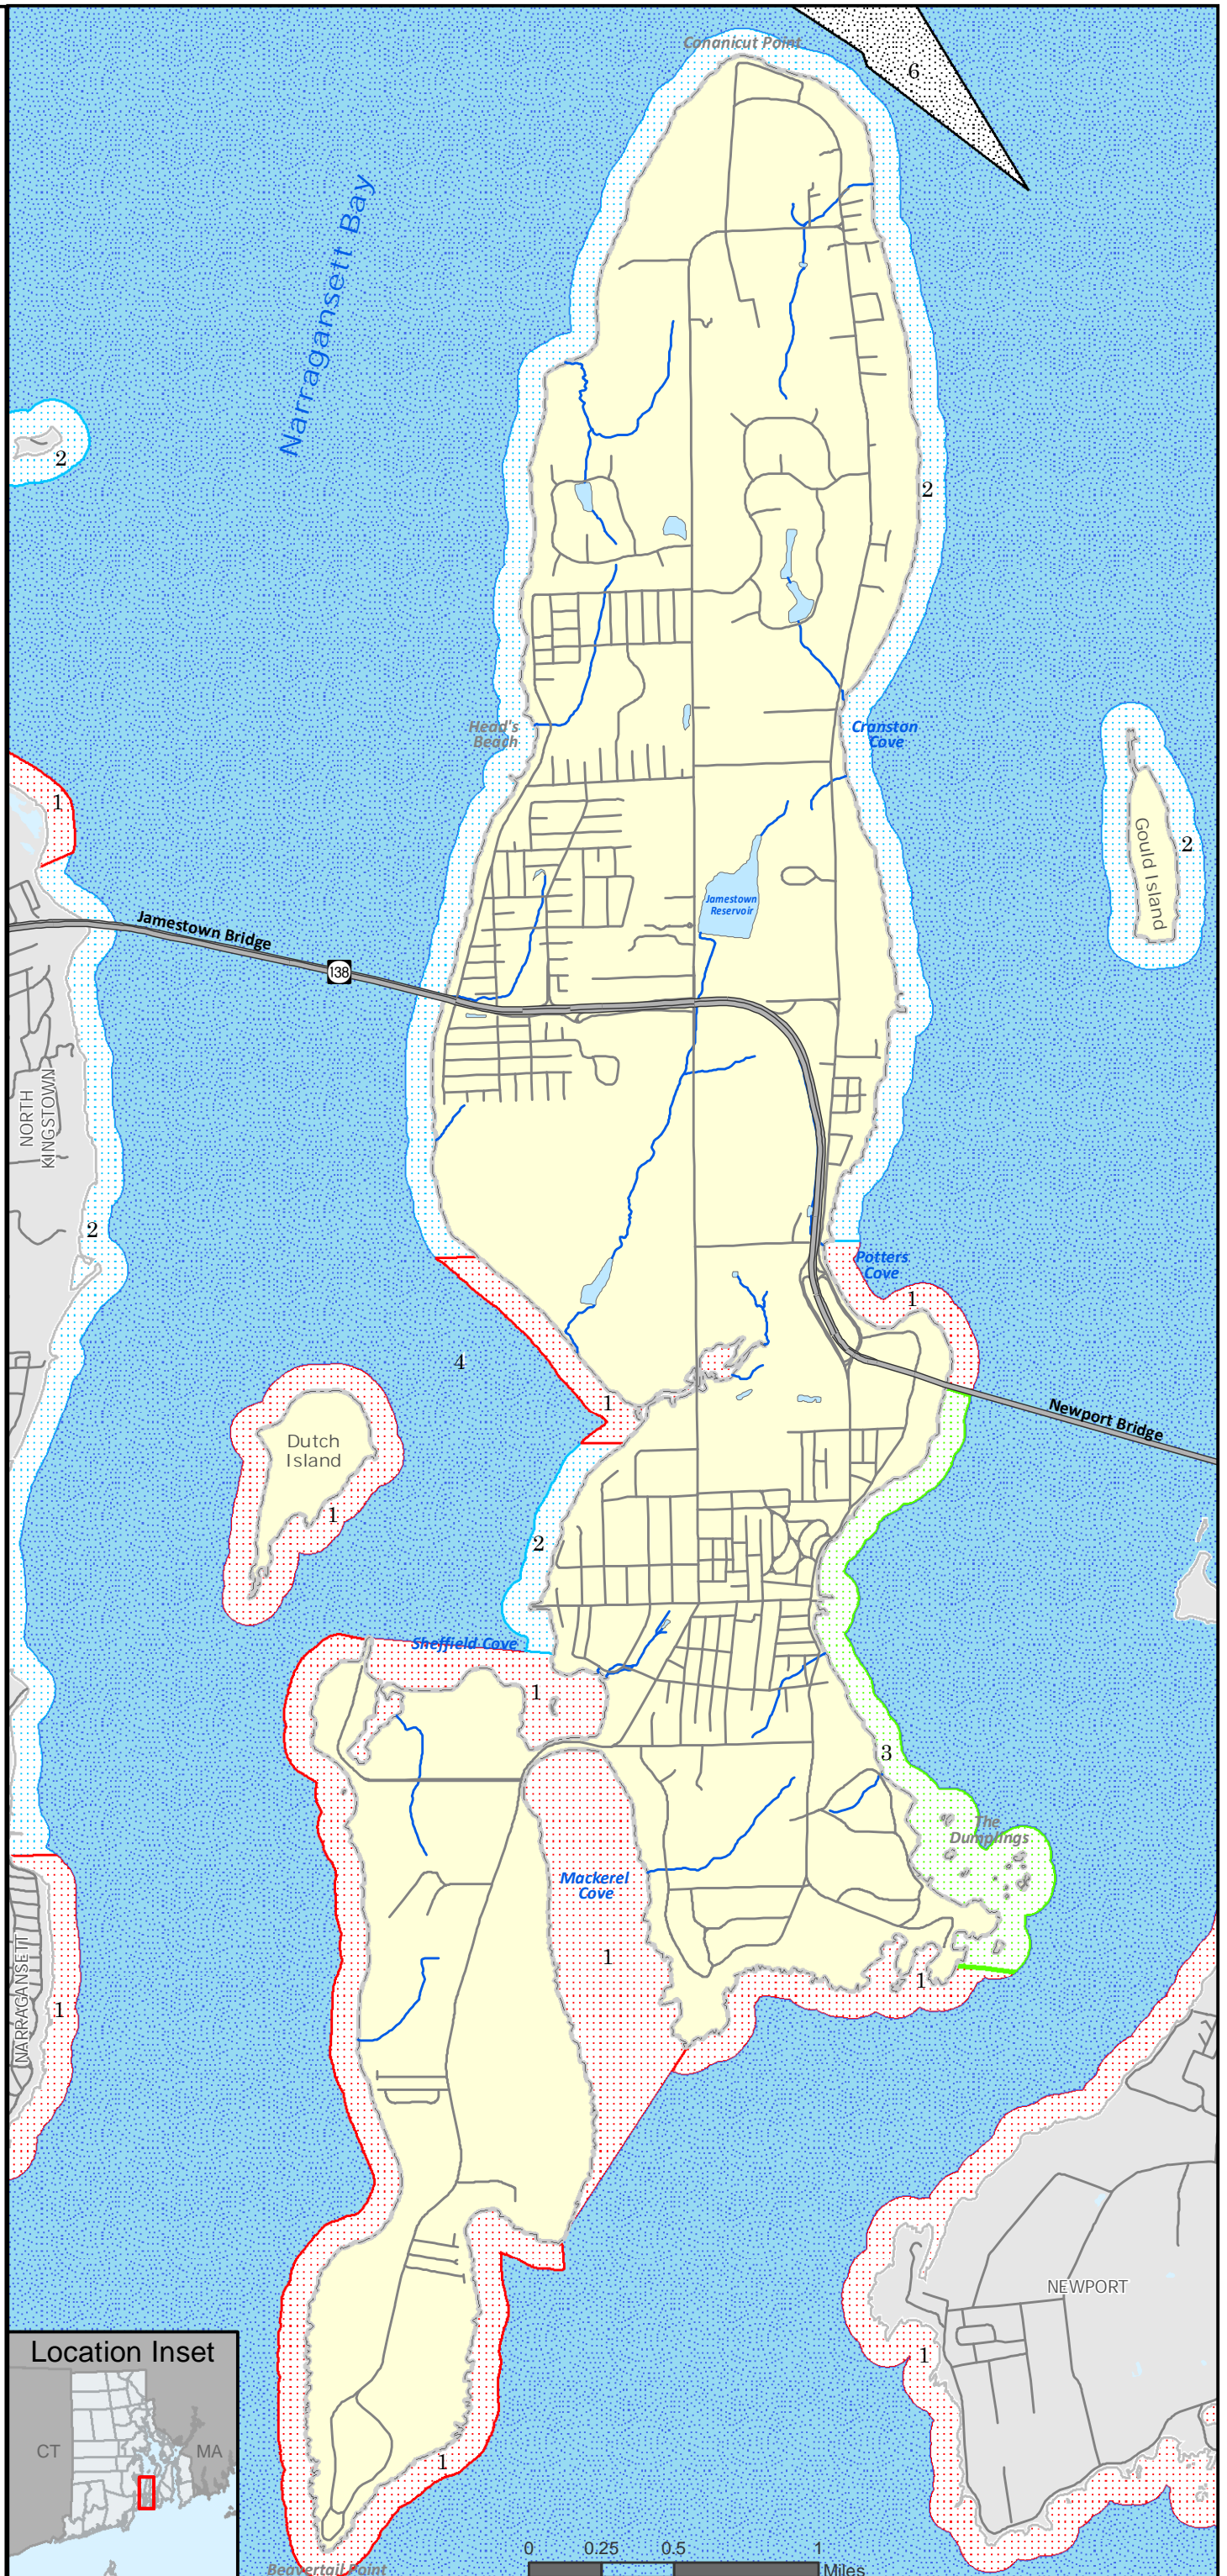 Conanicut Point
6
Narragansett Bay
2
2
Head's
Beach
Cranston
Cove
1
Gould Island
2
Jamestown
Reservoir
Jamestown Bridge
138
NORTH
KINGSTOWN
2
Potters
Cove
1
4
1
Newport Bridge
Dutch
Island
1
2
Sheffield Cove
1
3
The
Dumplings
Mackerel
Cove
1
1
NARRAGANSETT
1
NEWPORT
1
Location Inset
CT
MA
1
Beavertail Point
0
0.25
0.5
1
Miles